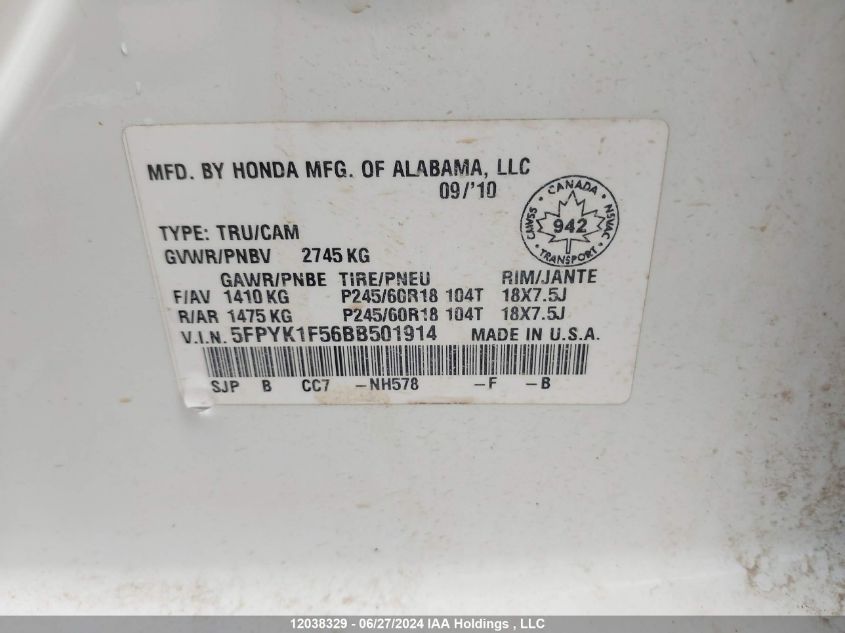 MFD. BY HONDA MFG. OF ALABAMA, LLC
09/'10
CANADA
CMVSS 942 NSVAC
TRANSPORT
TYPE: TRU/CAM
GVWR/PNBV 2745 KG
GAWR/PNBE TIRE/PNEU RIM/JANTE
F/AV 1410 KG P245/60R18 104T 18X7.5J
R/AR 1475 KG P245/60R18 104T 18X7.5J
V.I.N. 5FPYK1F56BB501914 MADE IN U.S.A.
SJP B CC7 -NH578 -F -B
12038329 - 06/27/2024 IAA Holdings , LLC